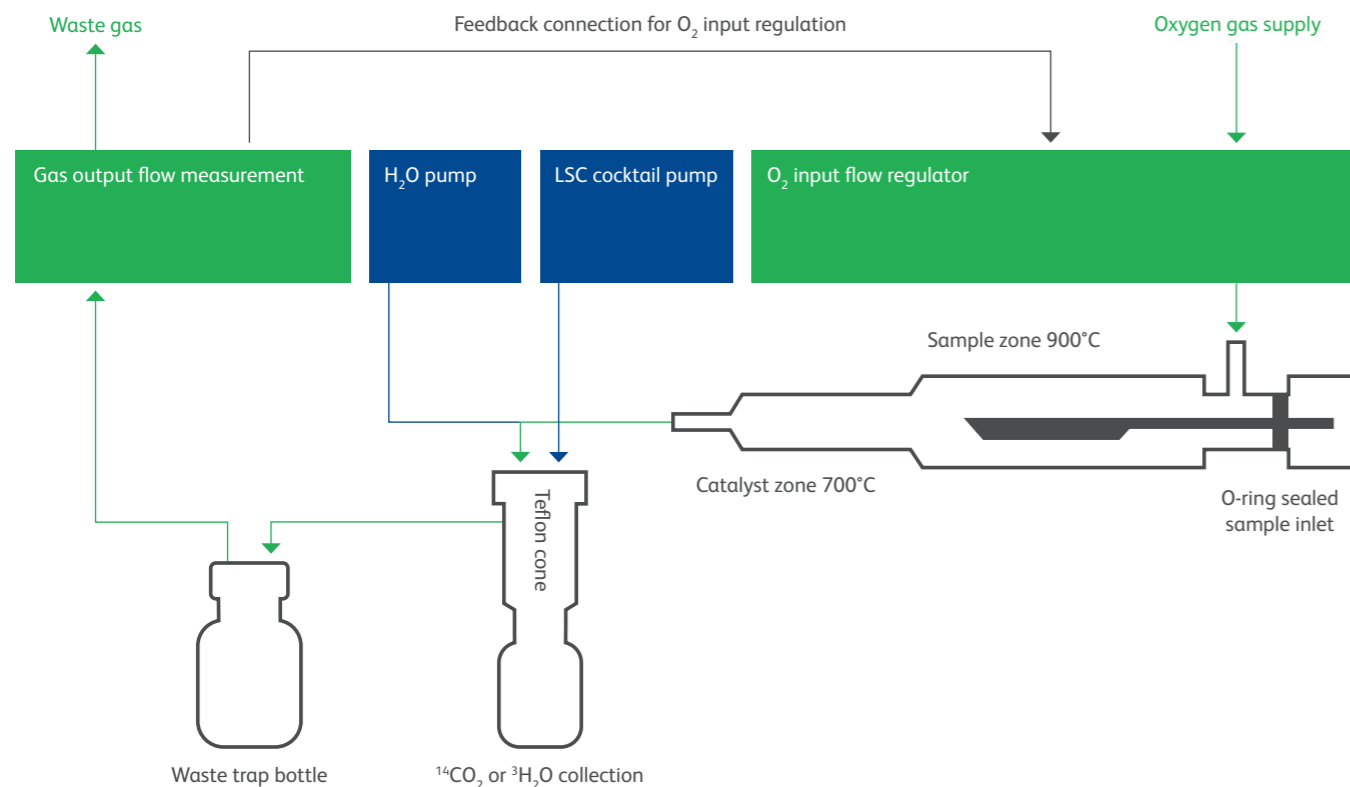 Waste gas
Feedback connection for O₂ input regulation
Oxygen gas supply
Gas output flow measurement
H₂O pump
LSC cocktail pump
O₂ input flow regulator
Sample zone 900°C
Catalyst zone 700°C
O-ring sealed
sample inlet
Teflon cone
Waste trap bottle
¹⁴CO₂ or ³H₂O collection